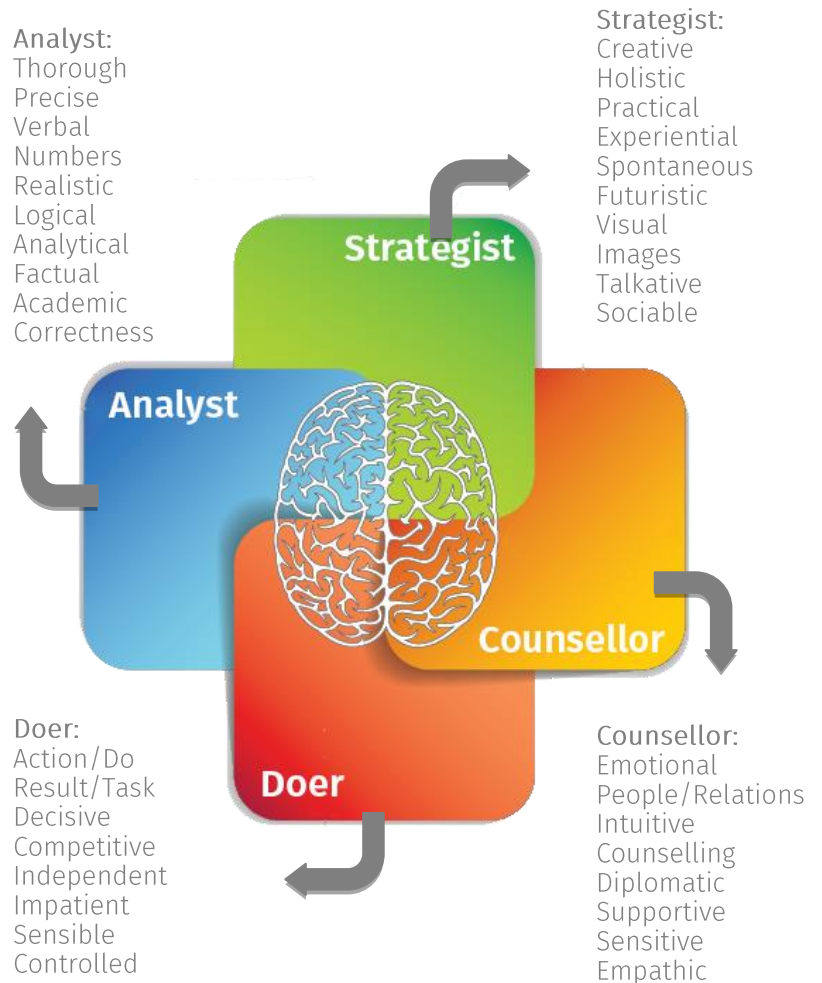 Analyst:
Thorough
Precise
Verbal
Numbers
Realistic
Logical
Analytical
Factual
Academic
Correctness
Strategist:
Creative
Holistic
Practical
Experiential
Spontaneous
Futuristic
Visual
Images
Talkative
Sociable
Strategist
Analyst
Counsellor
Doer
Doer:
Action/Do
Result/Task
Decisive
Competitive
Independent
Impatient
Sensible
Controlled
Counsellor:
Emotional
People/Relations
Intuitive
Counselling
Diplomatic
Supportive
Sensitive
Empathic